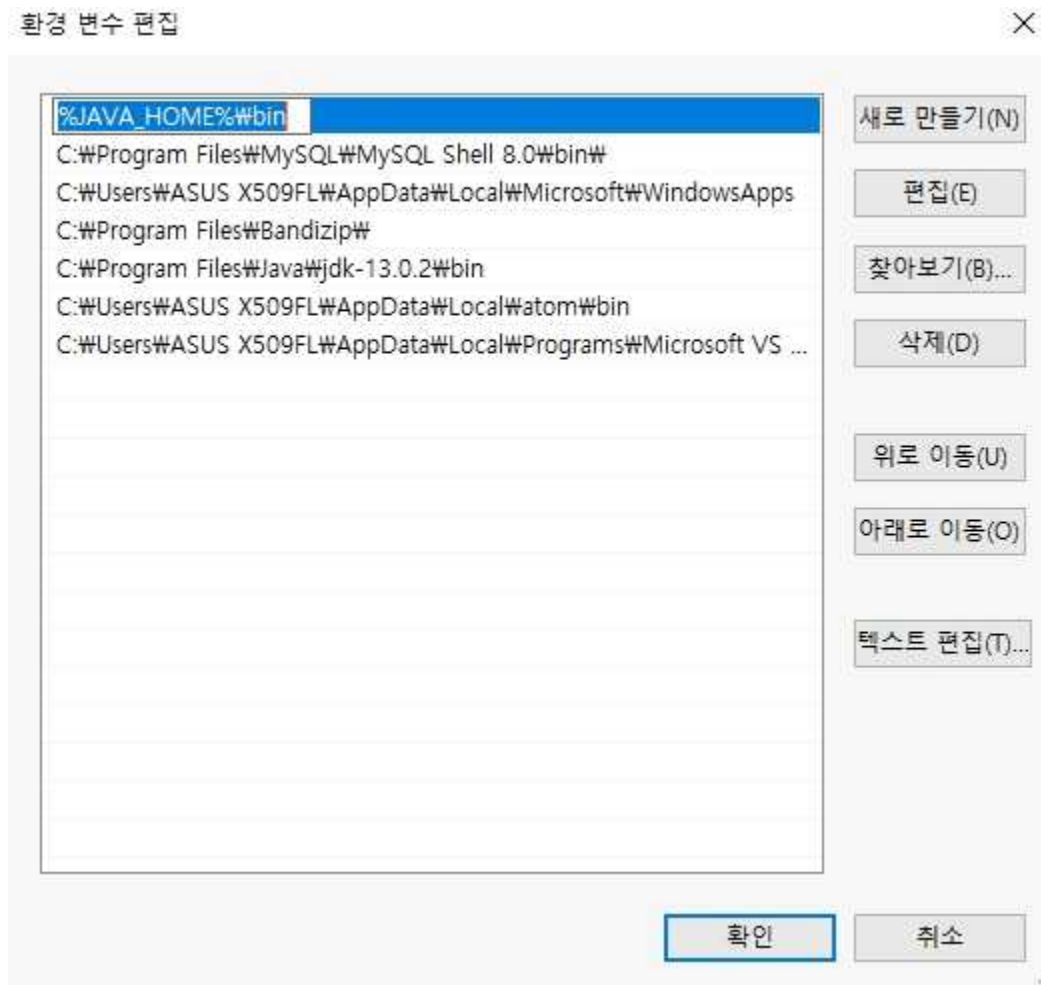 환경 변수 편집
%JAVA_HOME%₩bin
C:₩Program Files₩MySQL₩MySQL Shell 8.0₩bin₩
C:₩Users₩ASUS X509FL₩AppData₩Local₩Microsoft₩WindowsApps
C:₩Program Files₩Bandizip₩
C:₩Program Files₩Java₩jdk-13.0.2₩bin
C:₩Users₩ASUS X509FL₩AppData₩Local₩atom₩bin
C:₩Users₩ASUS X509FL₩AppData₩Local₩Programs₩Microsoft VS ...
새로 만들기(N)
편집(E)
찾아보기(B)...
삭제(D)
위로 이동(U)
아래로 이동(O)
텍스트 편집(T)...
확인
취소